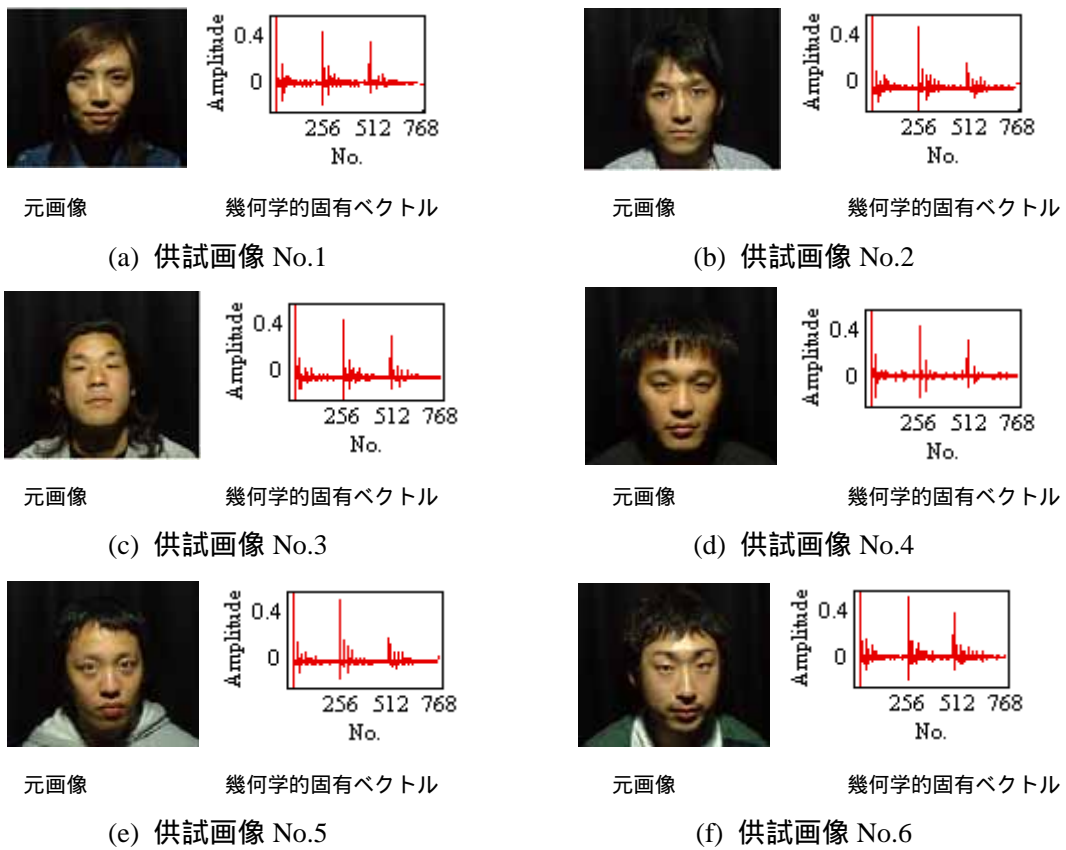 Amplitude
0.4
0
256 512 768
No.
Amplitude
0.4
0
256 512 768
No.
元画像 幾何学的固有ベクトル
元画像 幾何学的固有ベクトル
(a) 供試画像 No.1
(b) 供試画像 No.2
Amplitude
0.4
0
256 512 768
No.
Amplitude
0.4
0
256 512 768
No.
元画像 幾何学的固有ベクトル
元画像 幾何学的固有ベクトル
(c) 供試画像 No.3
(d) 供試画像 No.4
Amplitude
0.4
0
256 512 768
No.
Amplitude
0.4
0
256 512 768
No.
元画像 幾何学的固有ベクトル
元画像 幾何学的固有ベクトル
(e) 供試画像 No.5
(f) 供試画像 No.6